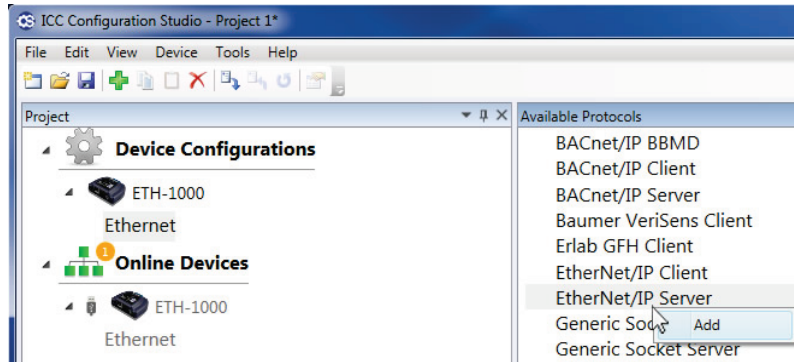 ICC Configuration Studio - Project 1*
File Edit View Device Tools Help
Project
Device Configurations
ETH-1000
Ethernet
1
Online Devices
ETH-1000
Ethernet
Available Protocols
BACnet/IP BBMD
BACnet/IP Client
BACnet/IP Server
Baumer VeriSens Client
Erlab GFH Client
EtherNet/IP Client
EtherNet/IP Server
Generic
Add
Generic Socket Server